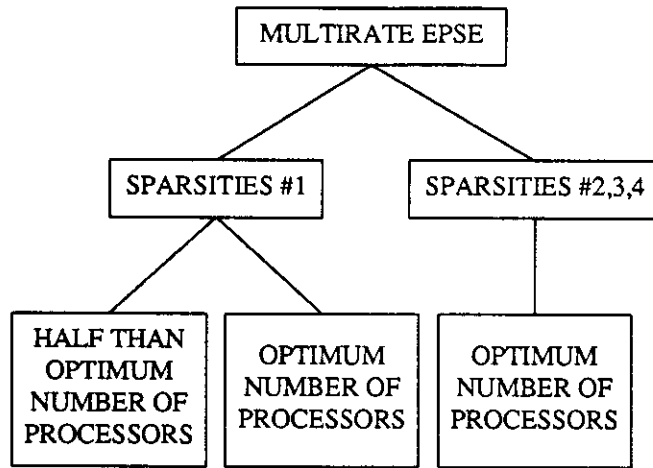 MULTIRATE EPSE
SPARSITIES #1
SPARSITIES #2,3,4
HALF THAN
OPTIMUM
NUMBER OF
PROCESSORS
OPTIMUM
NUMBER OF
PROCESSORS
OPTIMUM
NUMBER OF
PROCESSORS